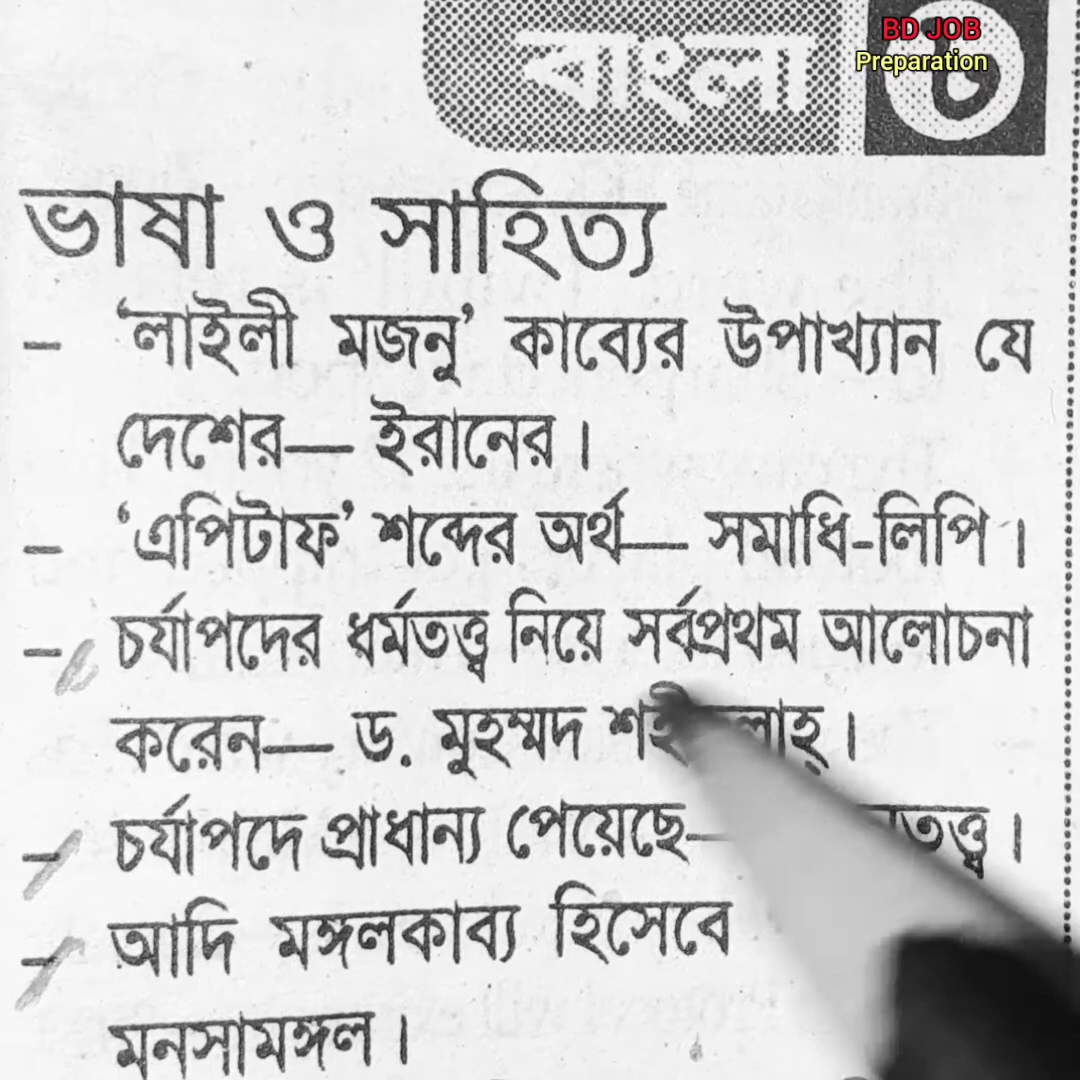 বাংলা
BD JOB
Preparation
ভাষা ও সাহিত্য
– 'লাইলী মজনু' কাব্যের উপাখ্যান যে
দেশের— ইরানের।
– 'এপিটাফ' শব্দের অর্থ— সমাধি-লিপি।
– চর্যাপদের ধর্মতত্ত্ব নিয়ে সর্বপ্রথম আলোচনা
করেন— ড. মুহম্মদ
– চর্যাপদে প্রাধান্য পেয়েছে—
– আদি মঙ্গলকাব্য হিসেবে
মনসামঙ্গল।